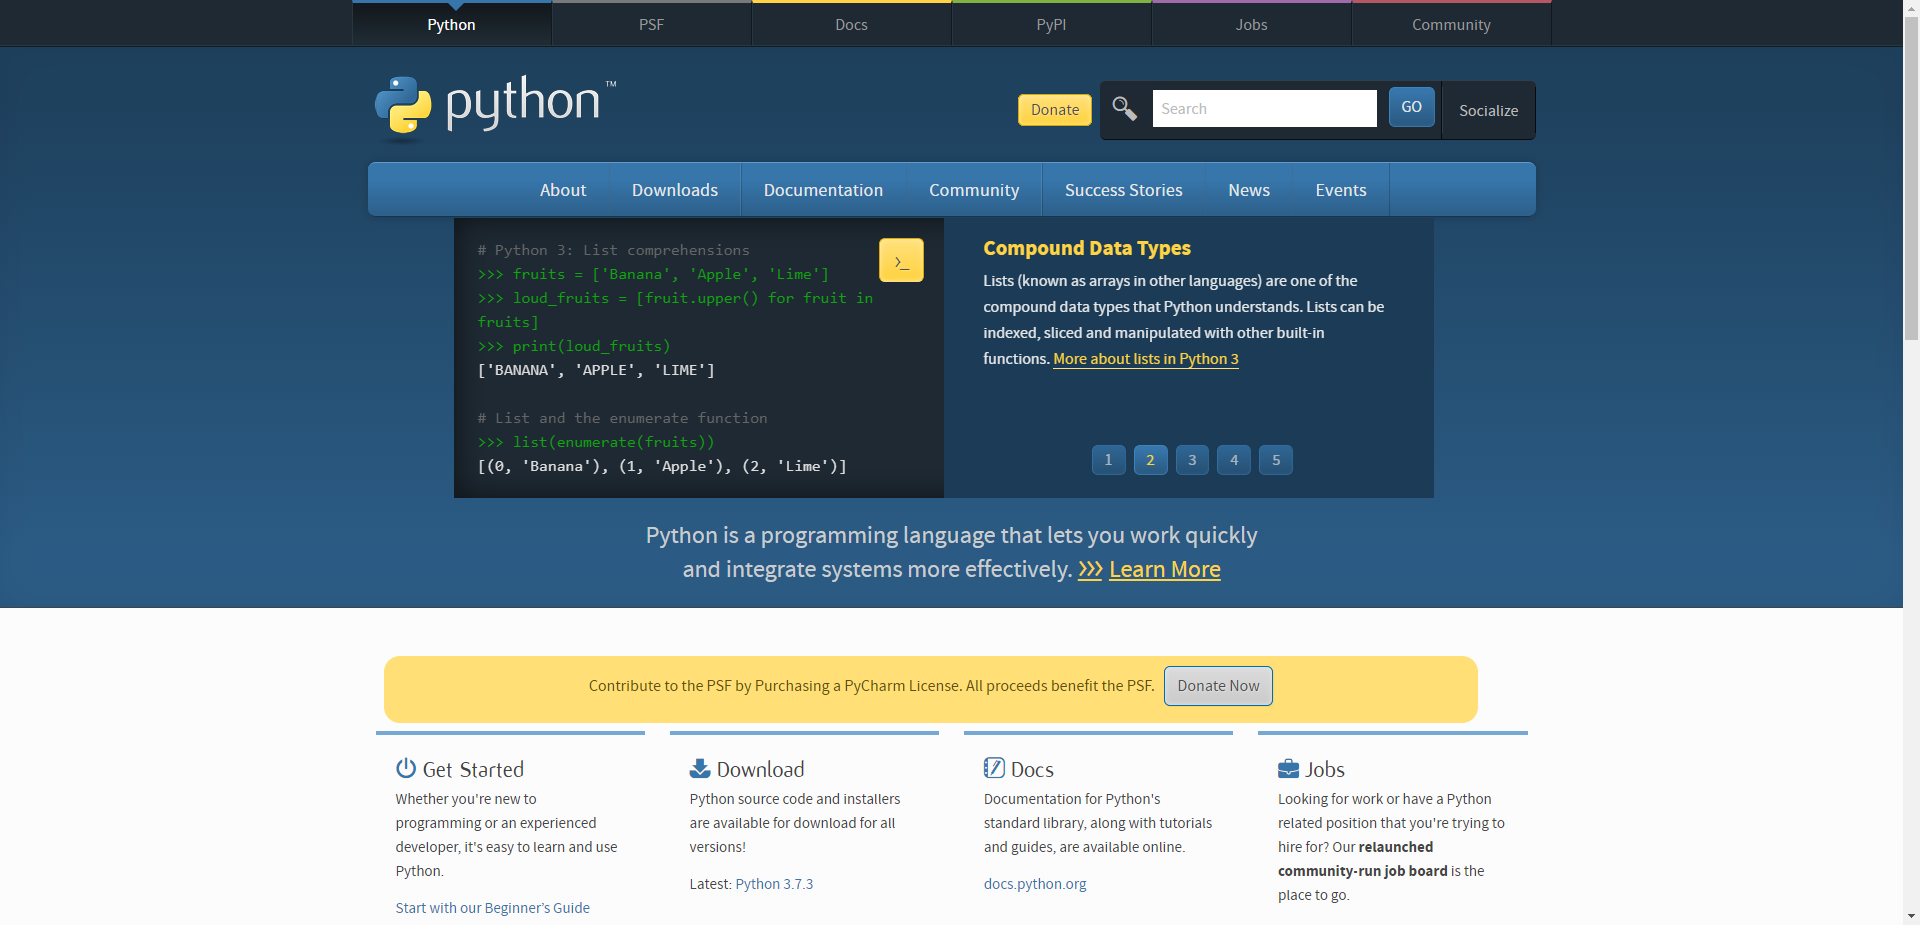 Python
PSF
Docs
PyPI
Jobs
Community
python™
Donate
Search
GO
Socialize
About
Downloads
Documentation
Community
Success Stories
News
Events
# Python 3: List comprehensions
>>> fruits = ['Banana', 'Apple', 'Lime']
>>> loud_fruits = [fruit.upper() for fruit in
fruits]
>>> print(loud_fruits)
['BANANA', 'APPLE', 'LIME']
# List and the enumerate function
>>> list(enumerate(fruits))
[(0, 'Banana'), (1, 'Apple'), (2, 'Lime')]
>_
Compound Data Types
Lists (known as arrays in other languages) are one of the
compound data types that Python understands. Lists can be
indexed, sliced and manipulated with other built-in
functions. More about lists in Python 3
1
2
3
4
5
Python is a programming language that lets you work quickly
and integrate systems more effectively. >>> Learn More
Contribute to the PSF by Purchasing a PyCharm License. All proceeds benefit the PSF.
Donate Now
Get Started
Whether you're new to
programming or an experienced
developer, it's easy to learn and use
Python.
Start with our Beginner’s Guide
Download
Python source code and installers
are available for download for all
versions!
Latest: Python 3.7.3
Docs
Documentation for Python's
standard library, along with tutorials
and guides, are available online.
docs.python.org
Jobs
Looking for work or have a Python
related position that you're trying to
hire for? Our relaunched
community-run job board is the
place to go.